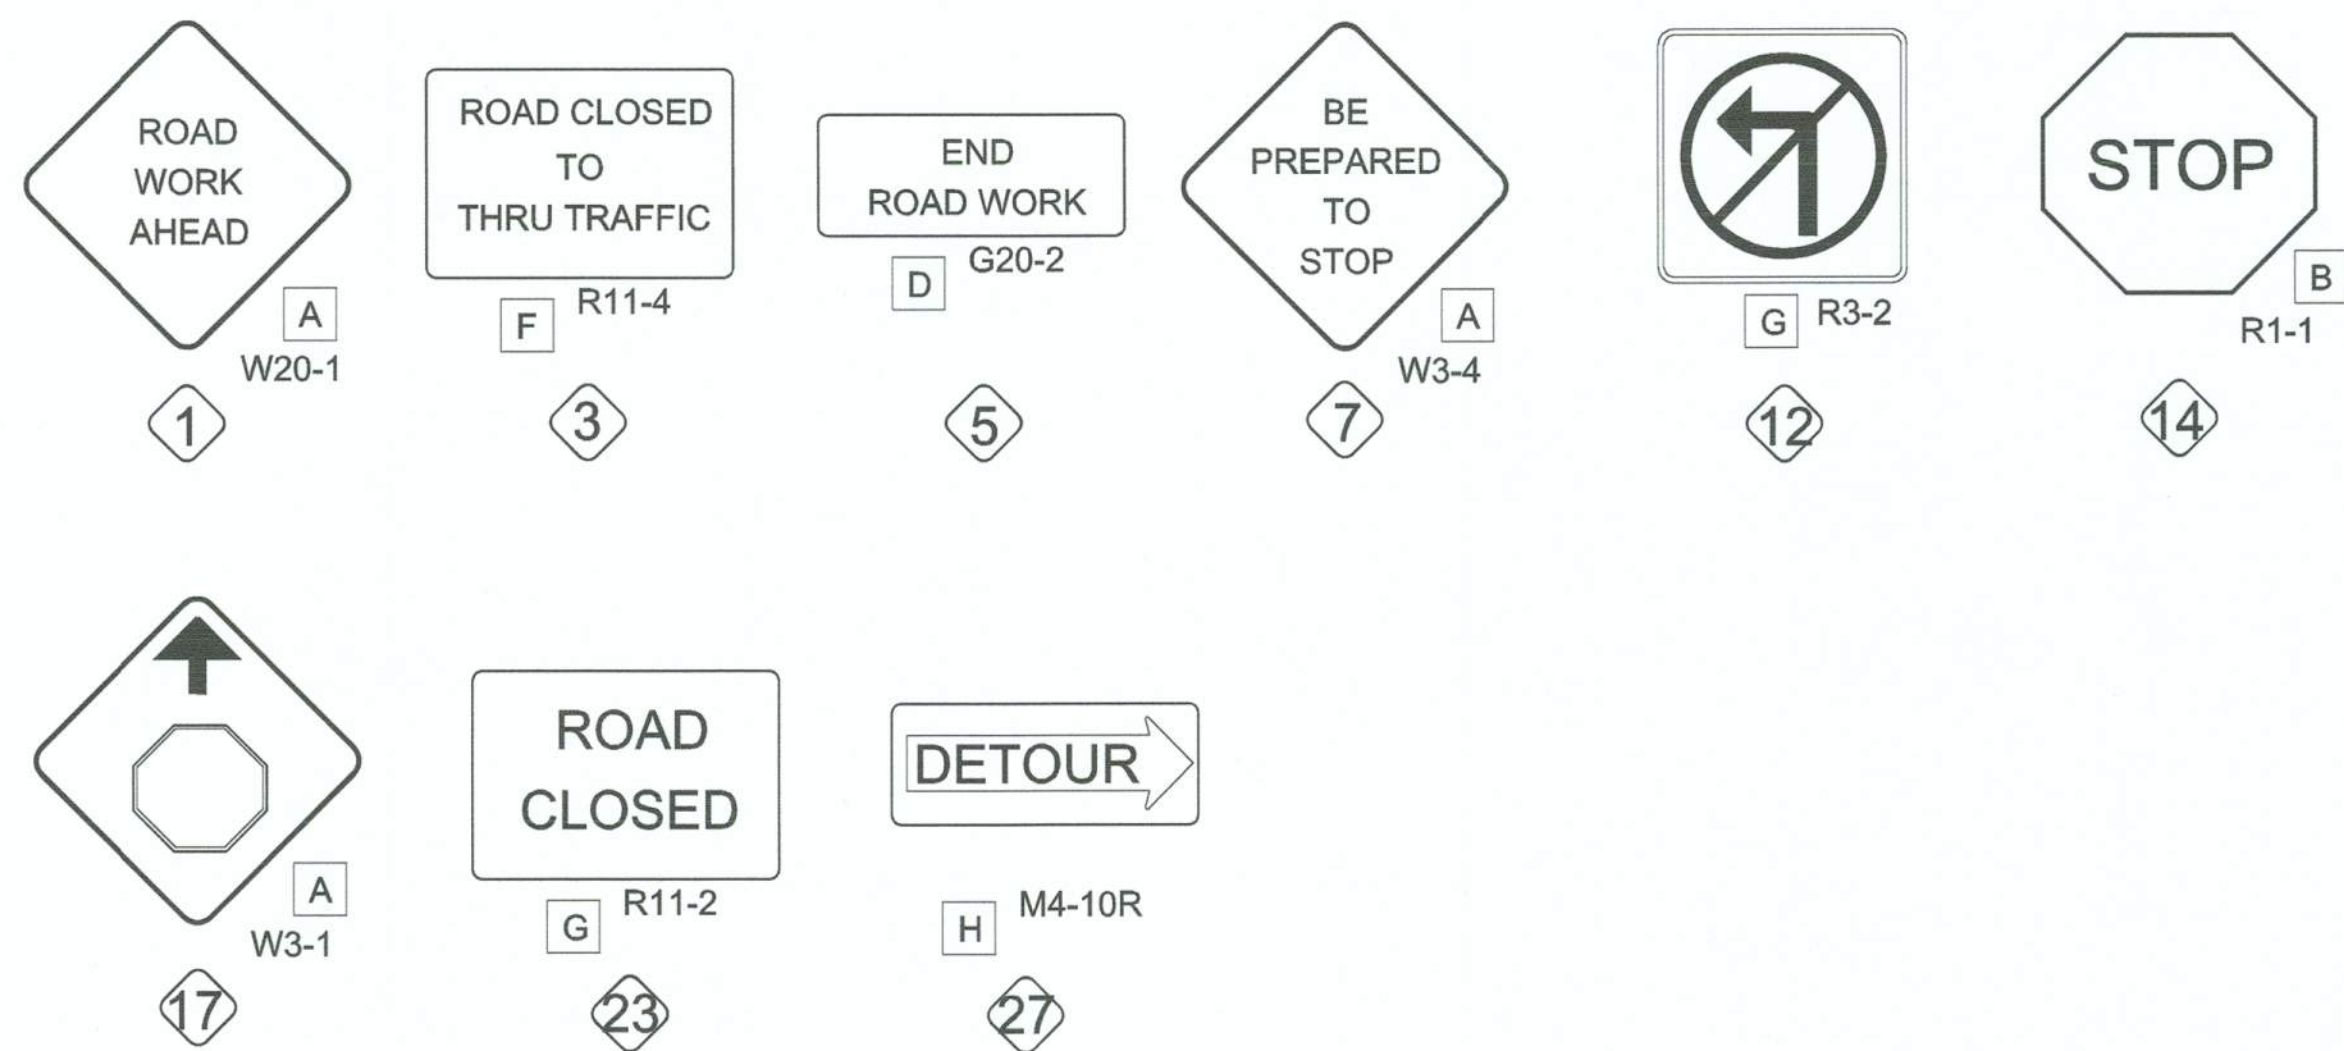 ROAD
WORK
AHEAD
A
W20-1
1
ROAD CLOSED
TO
THRU TRAFFIC
F
R11-4
3
END
ROAD WORK
D
G20-2
5
BE
PREPARED
TO
STOP
A
W3-4
7
G
R3-2
12
STOP
B
R1-1
14
A
W3-1
17
ROAD
CLOSED
G
R11-2
23
DETOUR
H
M4-10R
27